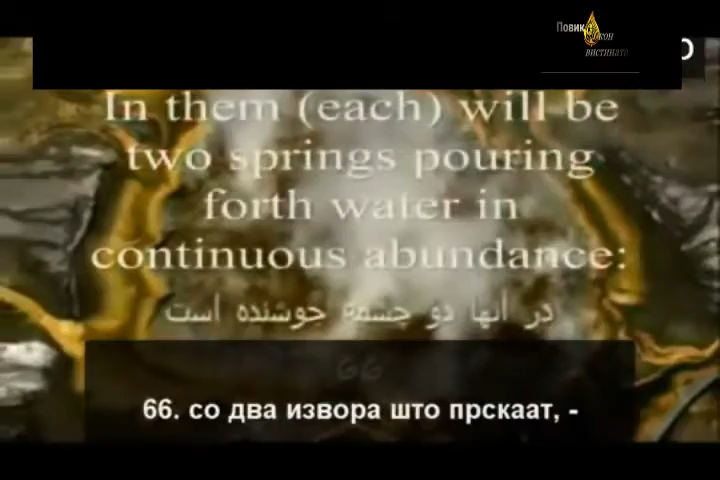 Повик кон
вистината
In them (each) will be
two springs pouring
forth water in
continuous abundance:
در آنها دو چشمه جوشنده است
66
66. со два извора што прскаат, -